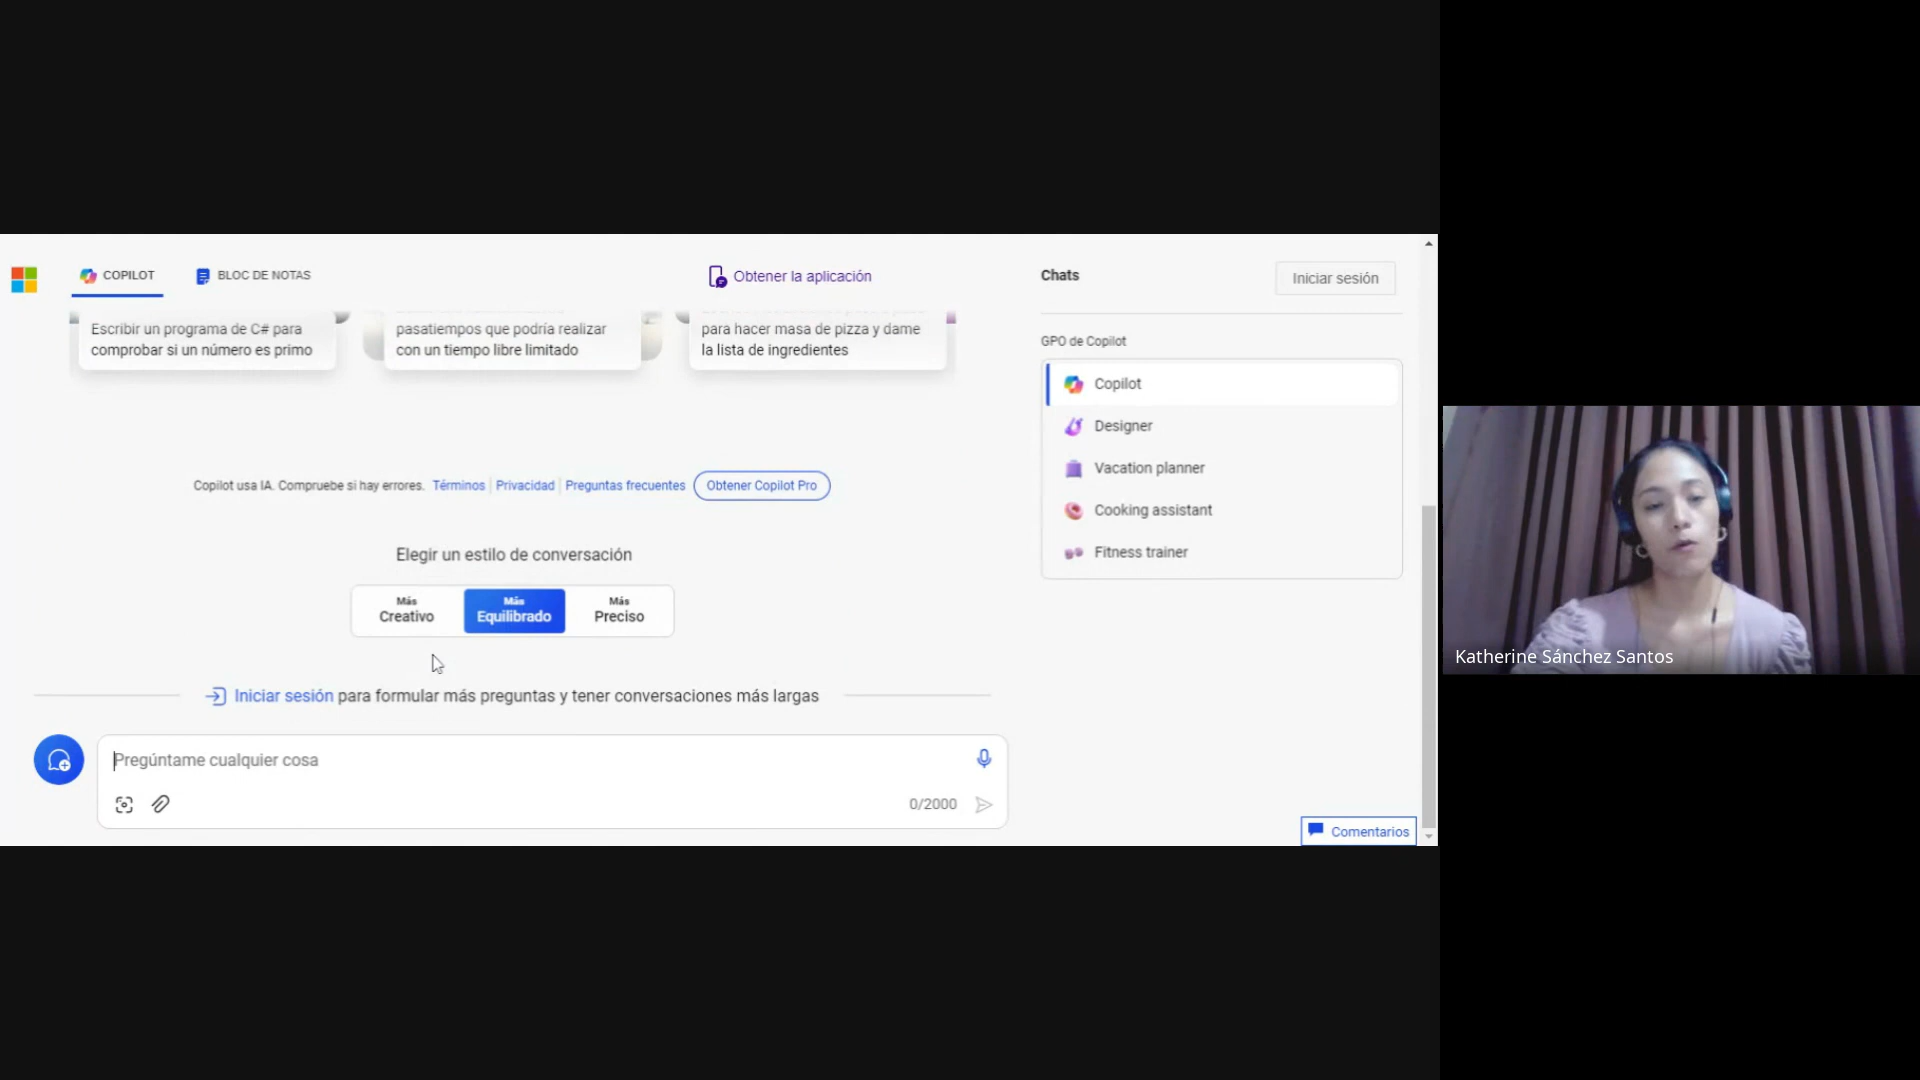 COPILOT
BLOC DE NOTAS
Obtener la aplicación
Chats
Iniciar sesión
Escribir un programa de C# para
comprobar si un número es primo
pasatiempos que podría realizar
con un tiempo libre limitado
para hacer masa de pizza y dame
la lista de ingredientes
GPO de Copilot
Copilot
Designer
Vacation planner
Cooking assistant
Fitness trainer
Copilot usa IA. Compruebe si hay errores. Términos | Privacidad | Preguntas frecuentes Obtener Copilot Pro
Elegir un estilo de conversación
Más
Creativo
Más
Equilibrado
Más
Preciso
Iniciar sesión para formular más preguntas y tener conversaciones más largas
Pregúntame cualquier cosa
0/2000
Comentarios
Katherine Sánchez Santos